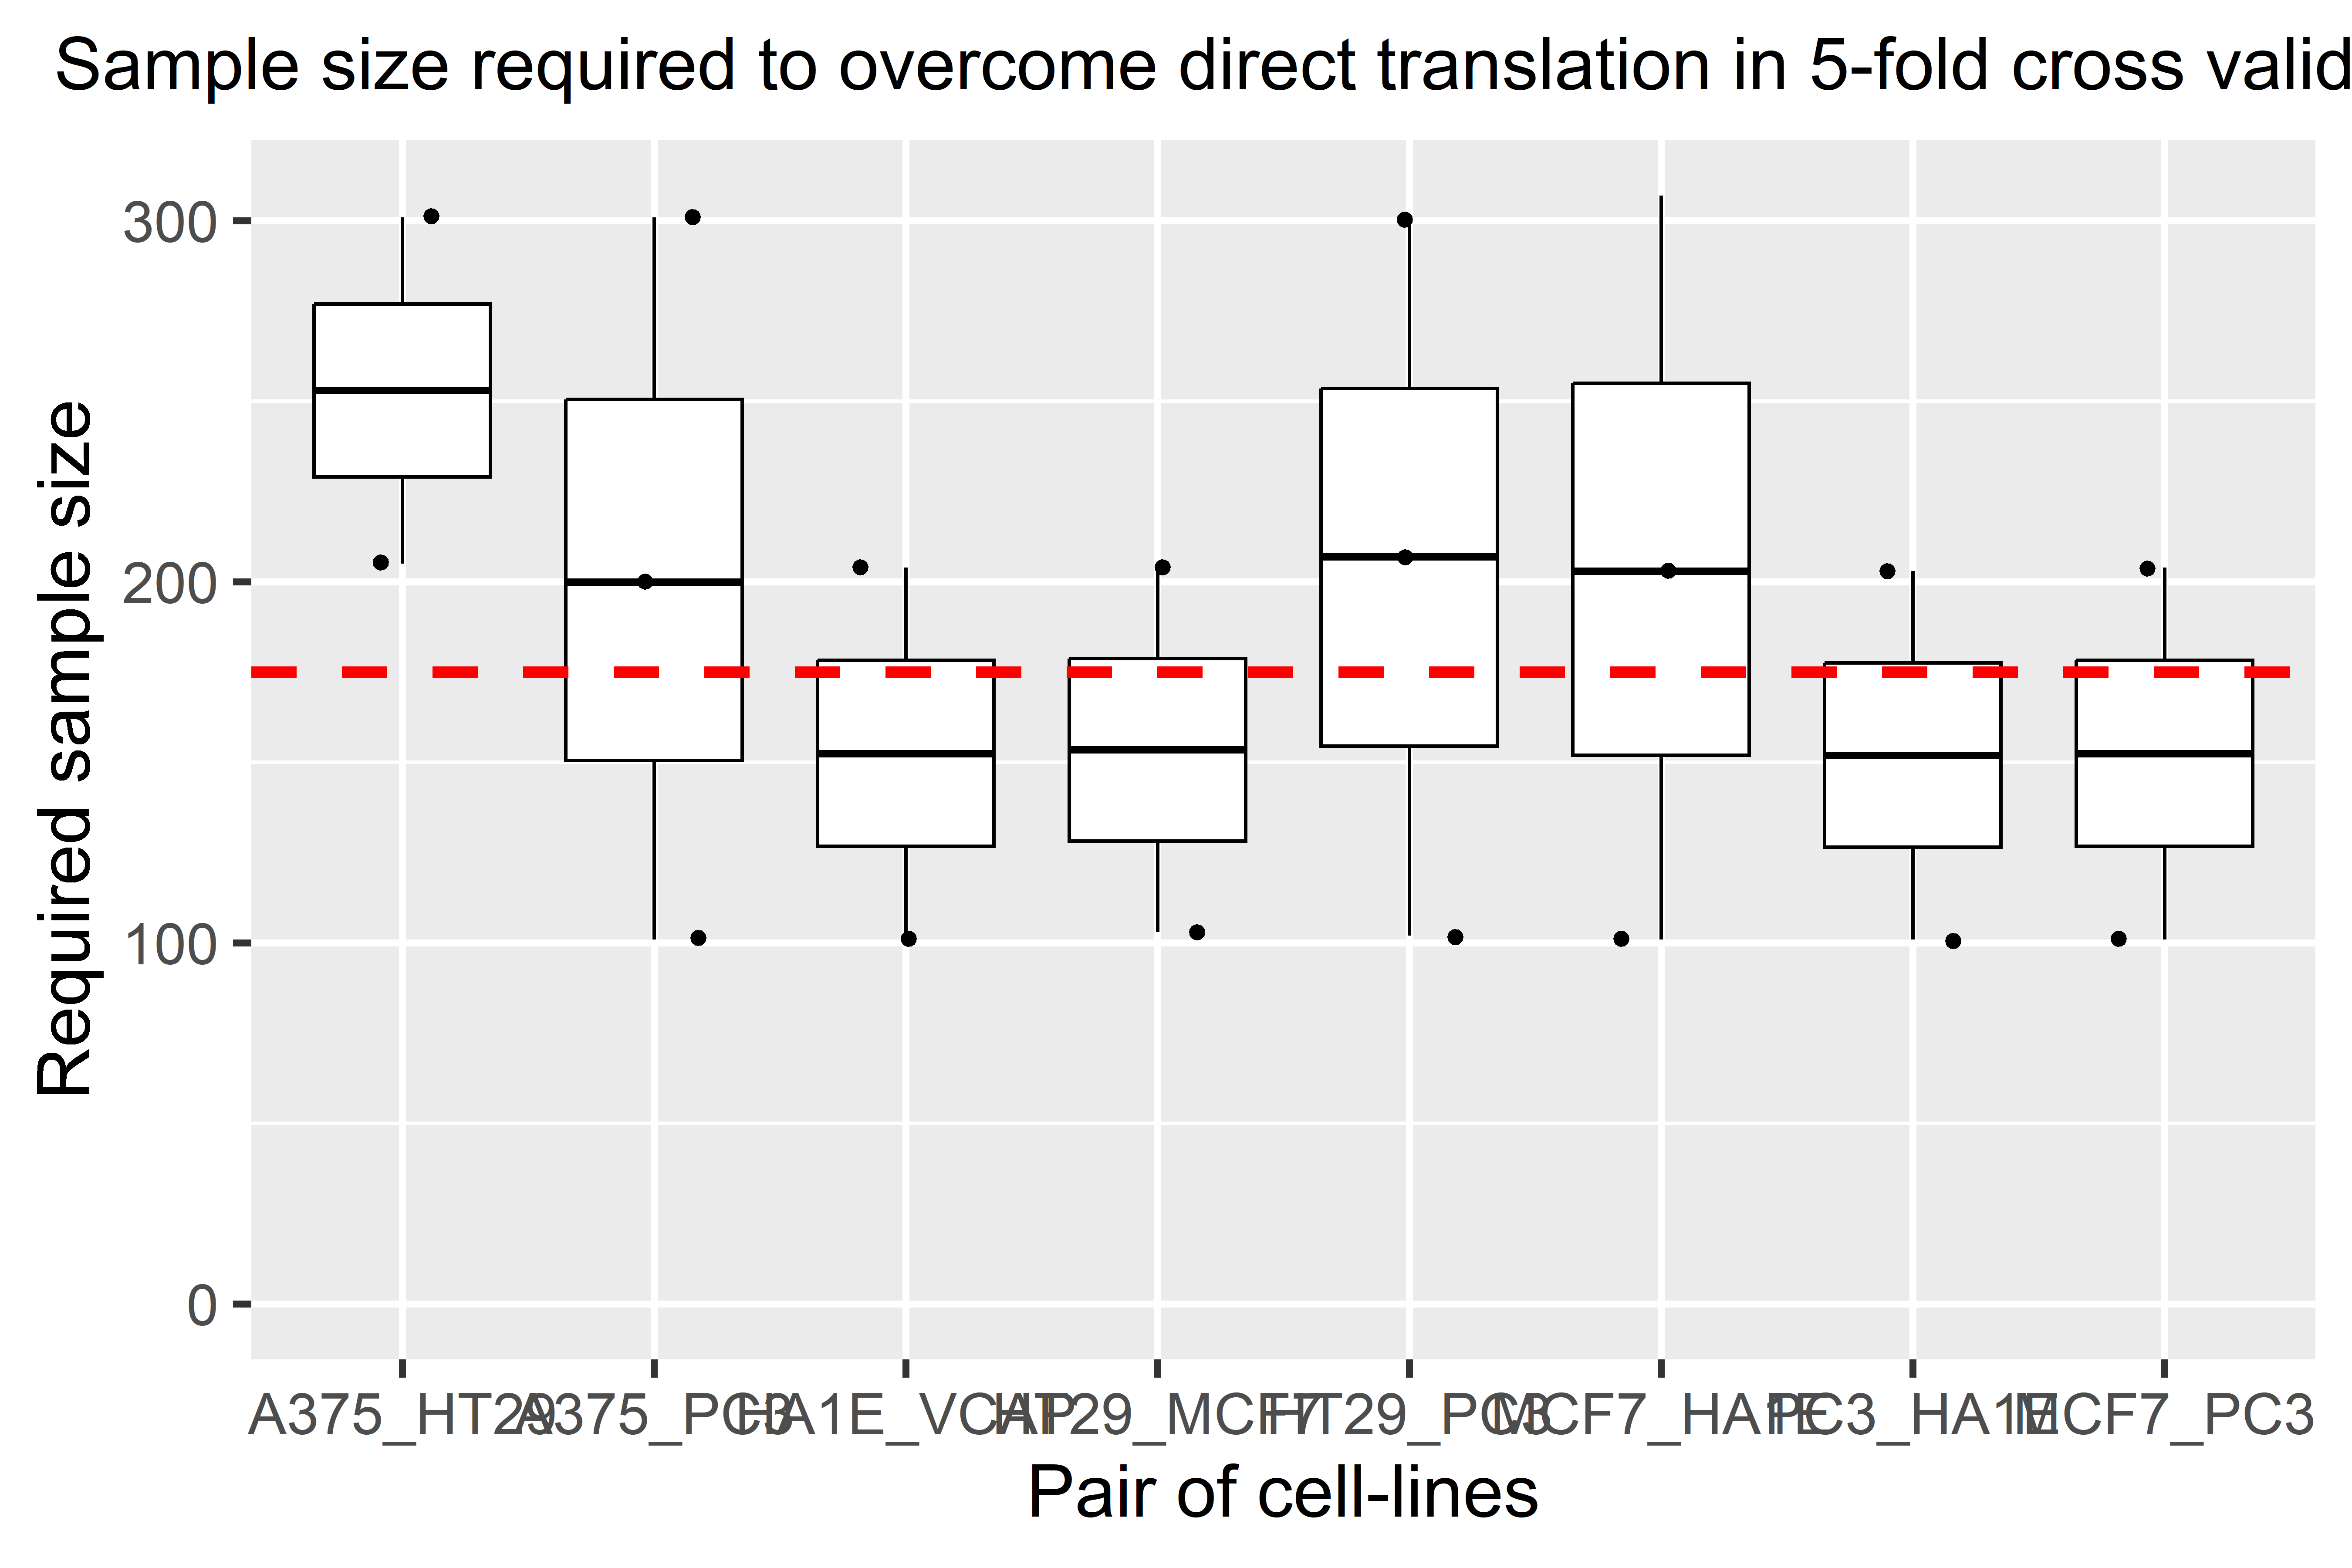 Sample size required to overcome direct translation in 5-fold cross valid
Required sample size
300
200
100
0
A375_HT29 A375_PC3 HA1E_VCAP HT29_MCF7 HT29_PC3 MCF7_HA1E PC3_HA1E MCF7_PC3
Pair of cell-lines